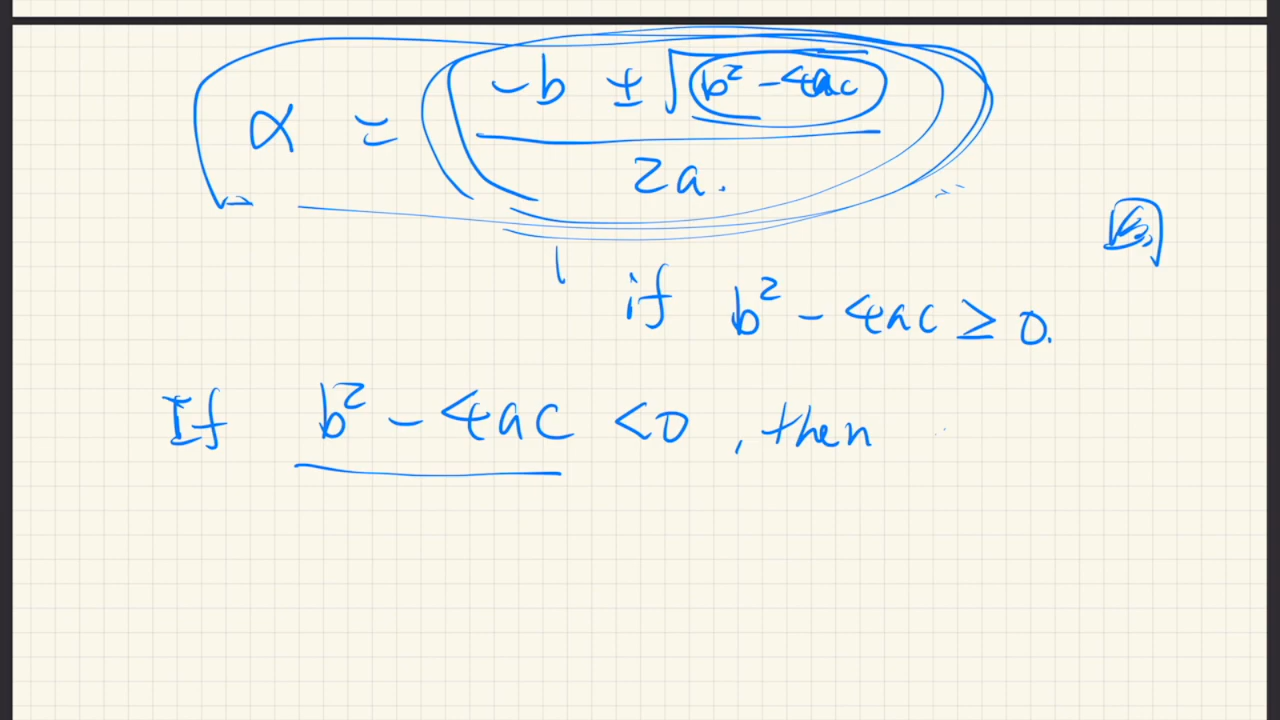 α = (-b ± √(b² - 4ac)) / 2a.
if b² - 4ac ≥ 0.
If b² - 4ac < 0, then